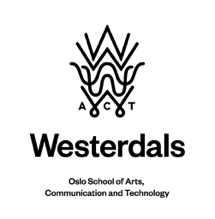 A C T
Westerdals
Oslo School of Arts,
Communication and Technology